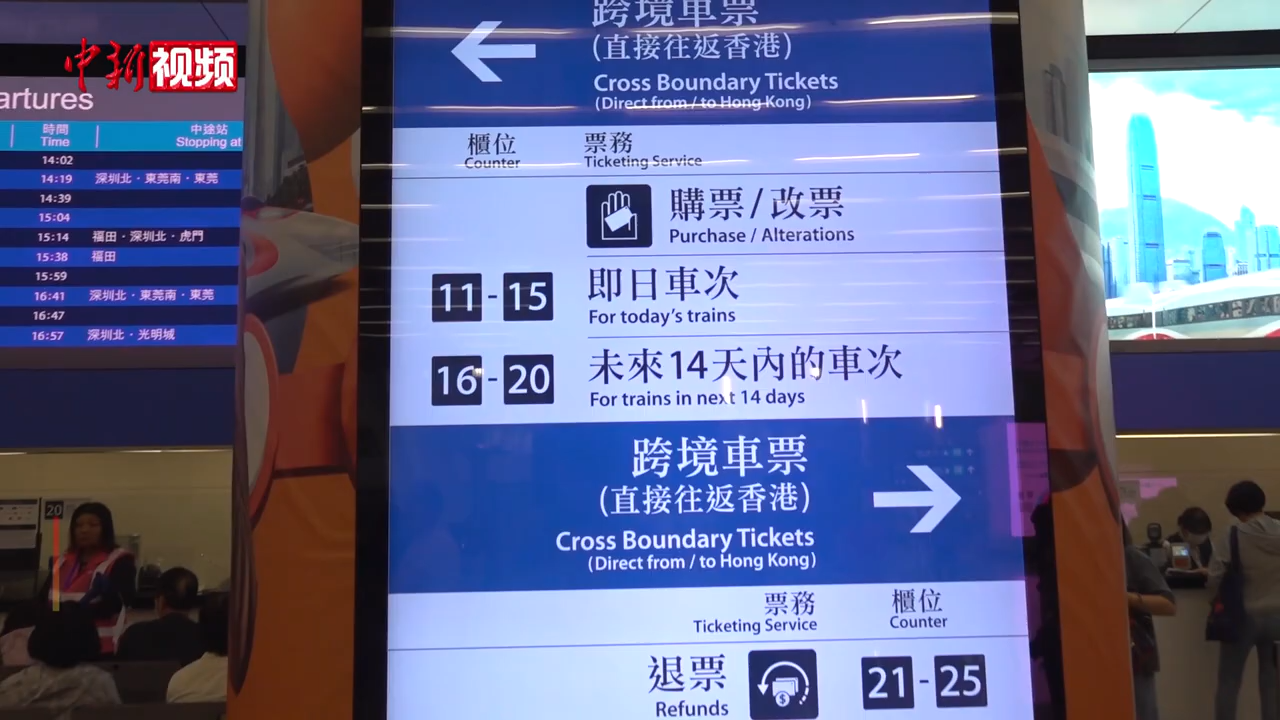 中新视频
artures
時間
中途站
Time
Stopping at
14:02
14:19 深圳北・東莞南・東莞
14:39
15:04
15:14 福田・深圳北・虎門
15:38 福田
15:59
16:41 深圳北・東莞南・東莞
16:47
16:57 深圳北・光明城
20
跨境車票
(直接往返香港)
Cross Boundary Tickets
(Direct from / to Hong Kong)
櫃位 票務
Counter Ticketing Service
購票/改票
Purchase / Alterations
11 - 15 即日車次
For today's trains
16 - 20 未來14天內的車次
For trains in next 14 days
跨境車票
(直接往返香港)
Cross Boundary Tickets
(Direct from / to Hong Kong)
票務 櫃位
Ticketing Service Counter
退票 21 - 25
Refunds